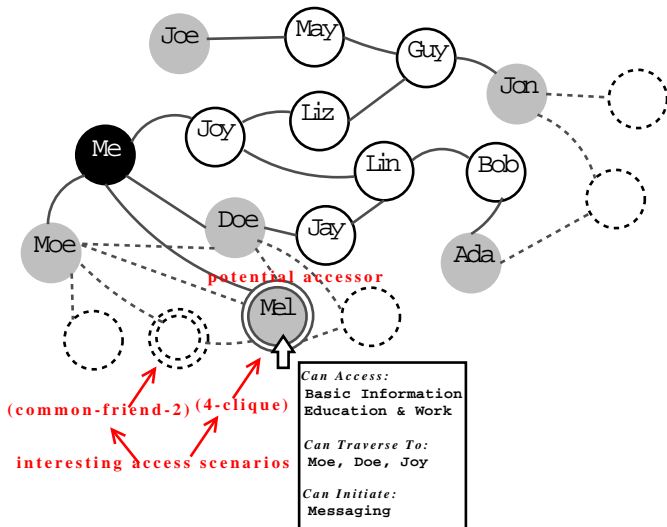 May
Joe
Guy
Jon
Liz
Joy
Me
Lin
Bob
Doe
Jay
Moe
Ada
potential accessor
Mel
Can Access:
Basic Information
Education & Work
(common-friend-2)
(4-clique)
Can Traverse To:
Moe, Doe, Joy
interesting access scenarios
Can Initiate:
Messaging